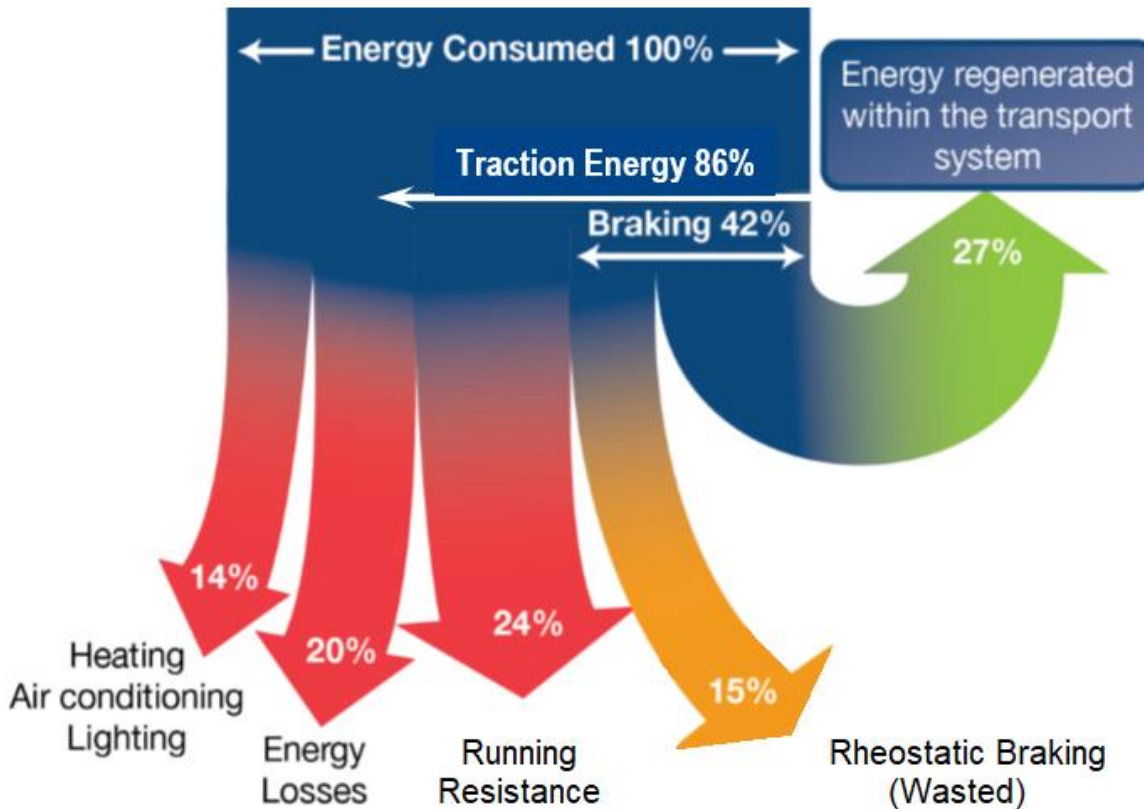 Energy Consumed 100%
Energy regenerated
within the transport
system
Traction Energy 86%
Braking 42%
27%
14%
20%
24%
15%
Heating
Air conditioning
Lighting
Energy
Losses
Running
Resistance
Rheostatic Braking
(Wasted)